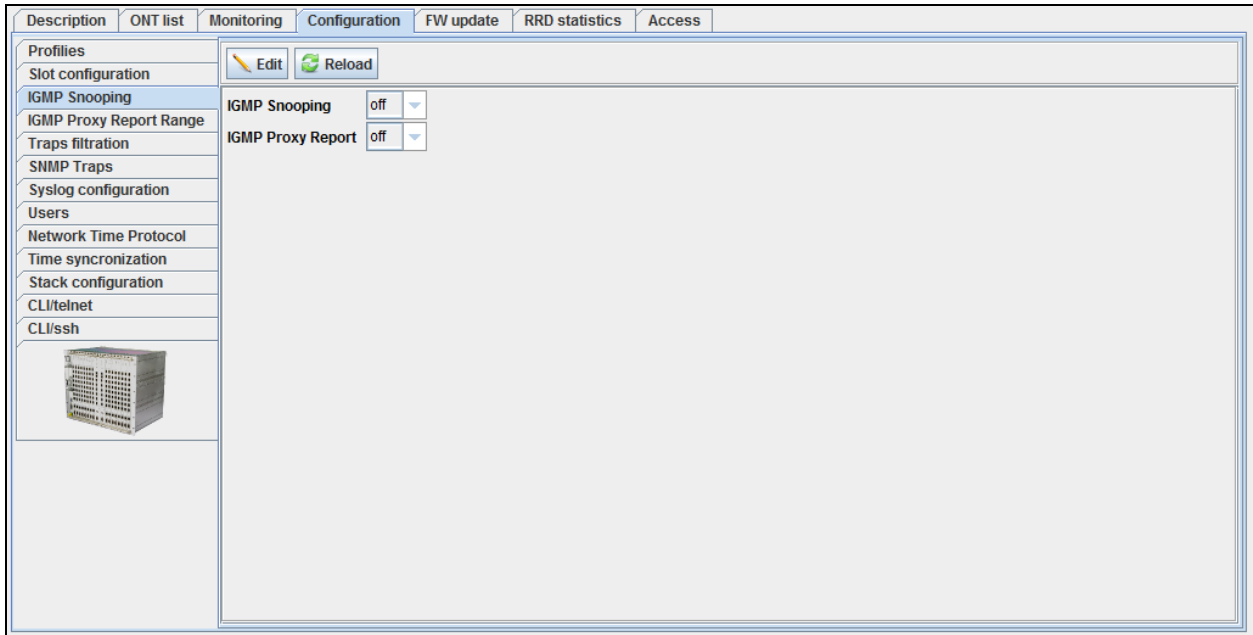 Description ONT list Monitoring Configuration FW update RRD statistics Access
Profilies
Slot configuration
IGMP Snooping
IGMP Proxy Report Range
Traps filtration
SNMP Traps
Syslog configuration
Users
Network Time Protocol
Time syncronization
Stack configuration
CLI/telnet
CLI/ssh
Edit Reload
IGMP Snooping off
IGMP Proxy Report off